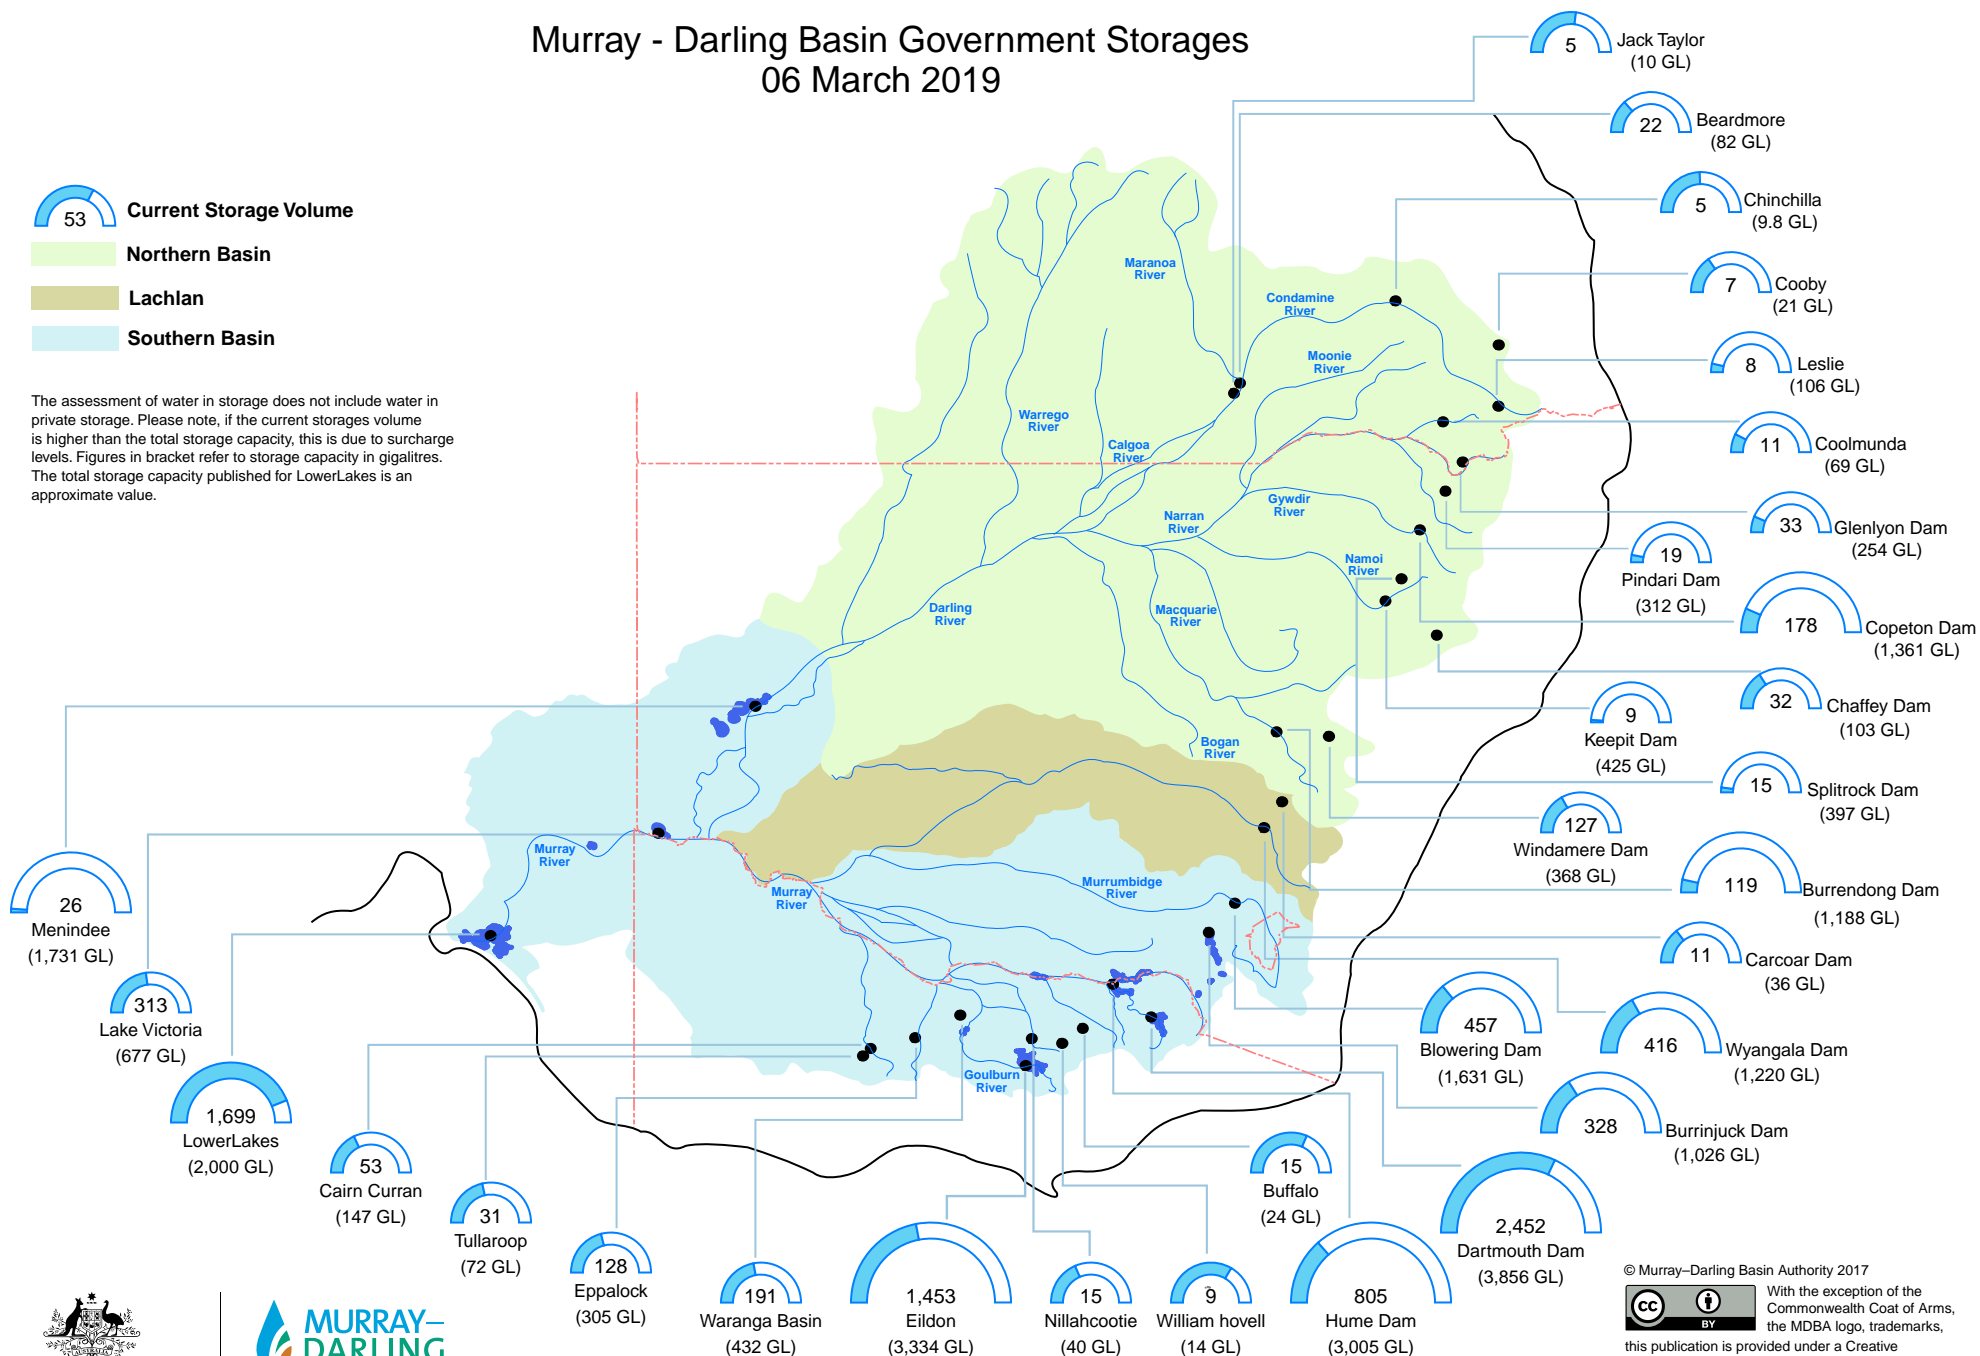 Murray - Darling Basin Government Storages
06 March 2019
53
Current Storage Volume
Northern Basin
Lachlan
Southern Basin
The assessment of water in storage does not include water in
private storage. Please note, if the current storages volume
is higher than the total storage capacity, this is due to surcharge
levels. Figures in bracket refer to storage capacity in gigalitres.
The total storage capacity published for LowerLakes is an
approximate value.
5
Jack Taylor
(10 GL)
22
Beardmore
(82 GL)
5
Chinchilla
(9.8 GL)
7
Cooby
(21 GL)
8
Leslie
(106 GL)
11
Coolmunda
(69 GL)
33
Glenlyon Dam
(254 GL)
19
Pindari Dam
(312 GL)
178
Copeton Dam
(1,361 GL)
32
Chaffey Dam
(103 GL)
9
Keepit Dam
(425 GL)
15
Splitrock Dam
(397 GL)
127
Windamere Dam
(368 GL)
119
Burrendong Dam
(1,188 GL)
11
Carcoar Dam
(36 GL)
457
Blowering Dam
(1,631 GL)
416
Wyangala Dam
(1,220 GL)
328
Burrinjuck Dam
(1,026 GL)
2,452
Dartmouth Dam
(3,856 GL)
15
Buffalo
(24 GL)
805
Hume Dam
(3,005 GL)
9
William hovell
(14 GL)
15
Nillahcootie
(40 GL)
1,453
Eildon
(3,334 GL)
191
Waranga Basin
(432 GL)
128
Eppalock
(305 GL)
31
Tullaroop
(72 GL)
53
Cairn Curran
(147 GL)
1,699
LowerLakes
(2,000 GL)
313
Lake Victoria
(677 GL)
26
Menindee
(1,731 GL)
Maranoa
River
Condamine
River
Moonie
River
Warrego
River
Calgoa
River
Gywdir
River
Narran
River
Namoi
River
Darling
River
Macquarie
River
Bogan
River
Murray
River
Murray
River
Murrumbidge
River
Goulburn
River
AUSTRALIA
MURRAY–
DARLING
© Murray–Darling Basin Authority 2017
cc
BY
With the exception of the
Commonwealth Coat of Arms,
the MDBA logo, trademarks,
this publication is provided under a Creative